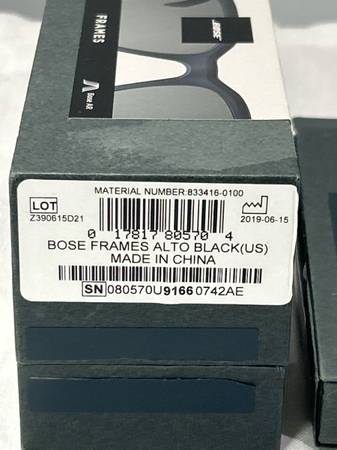 BOSE
FRAMES
Bose AR
MATERIAL NUMBER:833416-0100
LOT
Z390615D21
2019-06-15
0 17817 80570 4
BOSE FRAMES ALTO BLACK(US)
MADE IN CHINA
SN 080570U91660742AE